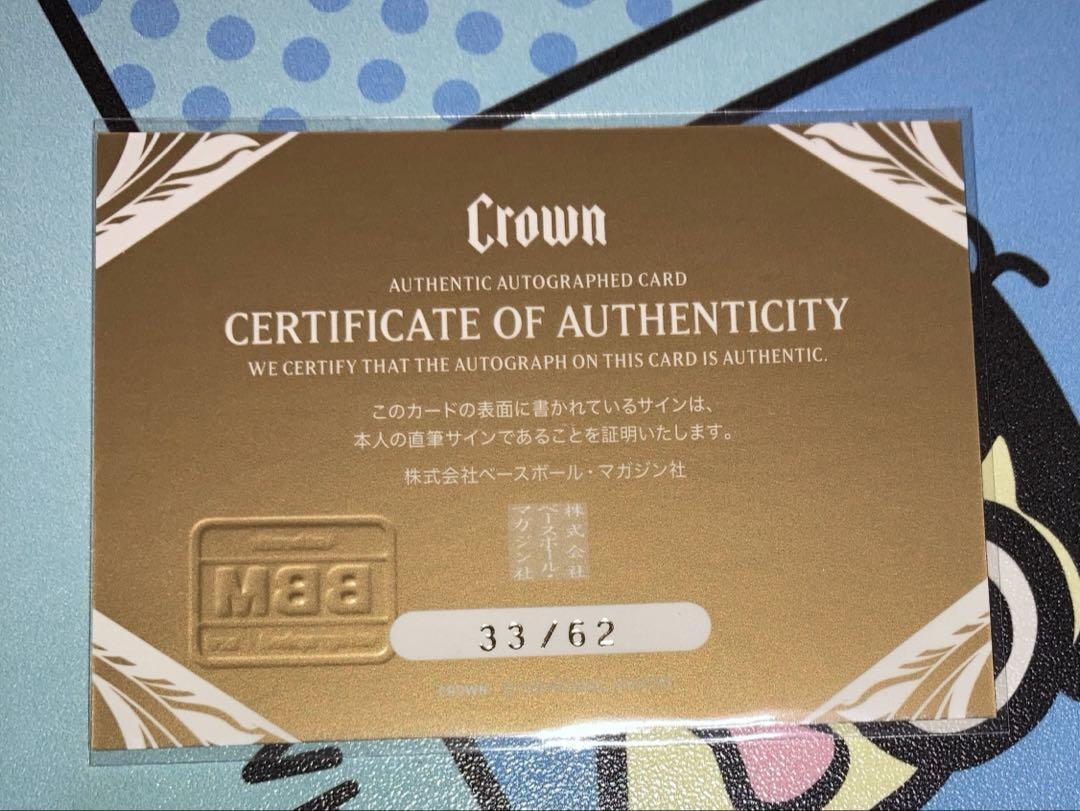 Crown
AUTHENTIC AUTOGRAPHED CARD
CERTIFICATE OF AUTHENTICITY
WE CERTIFY THAT THE AUTOGRAPH ON THIS CARD IS AUTHENTIC.
このカードの表面に書かれているサインは、
本人の直筆サインであることを証明いたします。
株式会社ベースボール・マガジン社
株式会社
ベースボール・
マガジン社
BBM
33/62
CROWN